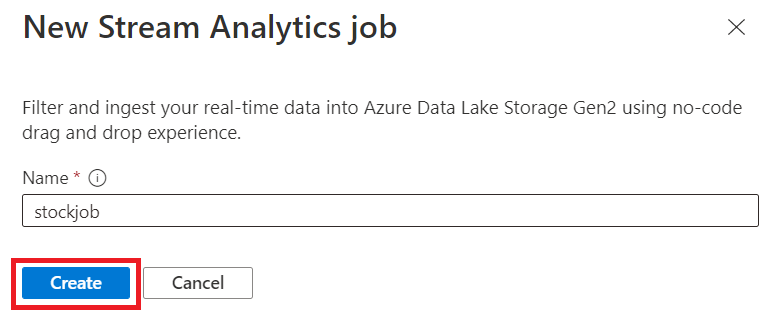 New Stream Analytics job
Filter and ingest your real-time data into Azure Data Lake Storage Gen2 using no-code
drag and drop experience.
Name *
stockjob
Create Cancel